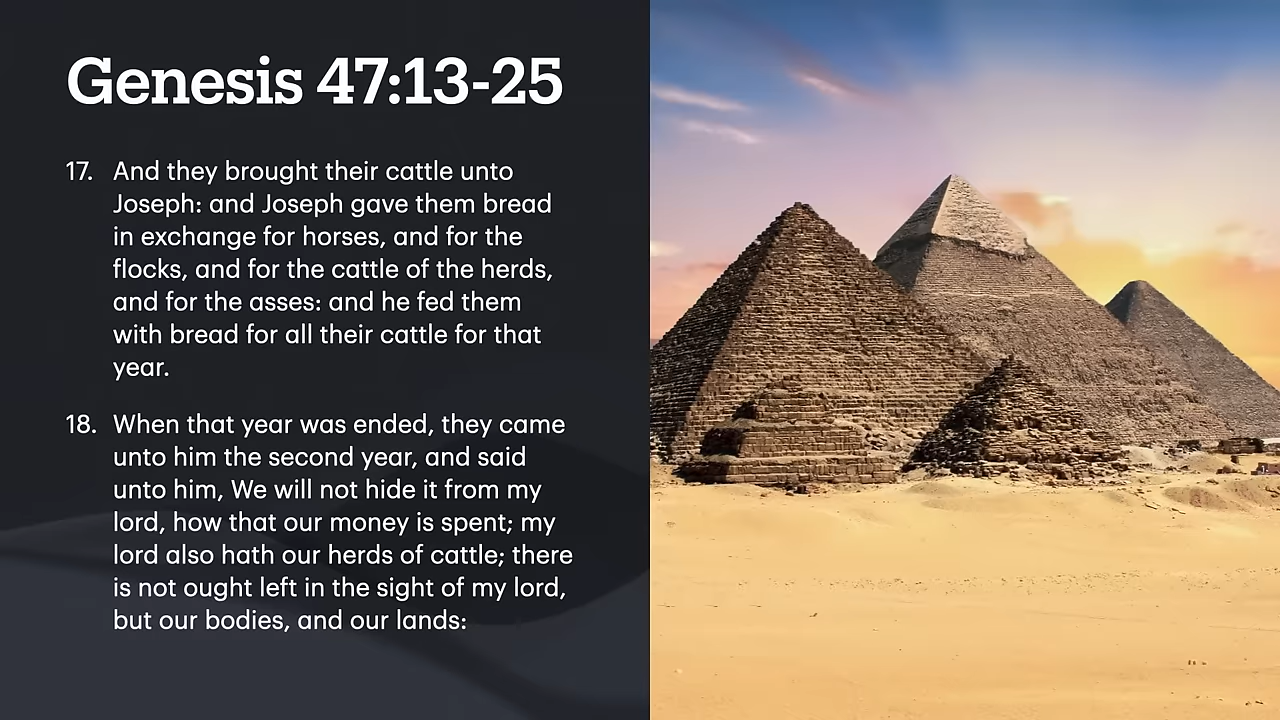 Genesis 47:13-25
17. And they brought their cattle unto
Joseph: and Joseph gave them bread
in exchange for horses, and for the
flocks, and for the cattle of the herds,
and for the asses: and he fed them
with bread for all their cattle for that
year.
18. When that year was ended, they came
unto him the second year, and said
unto him, We will not hide it from my
lord, how that our money is spent; my
lord also hath our herds of cattle; there
is not ought left in the sight of my lord,
but our bodies, and our lands: